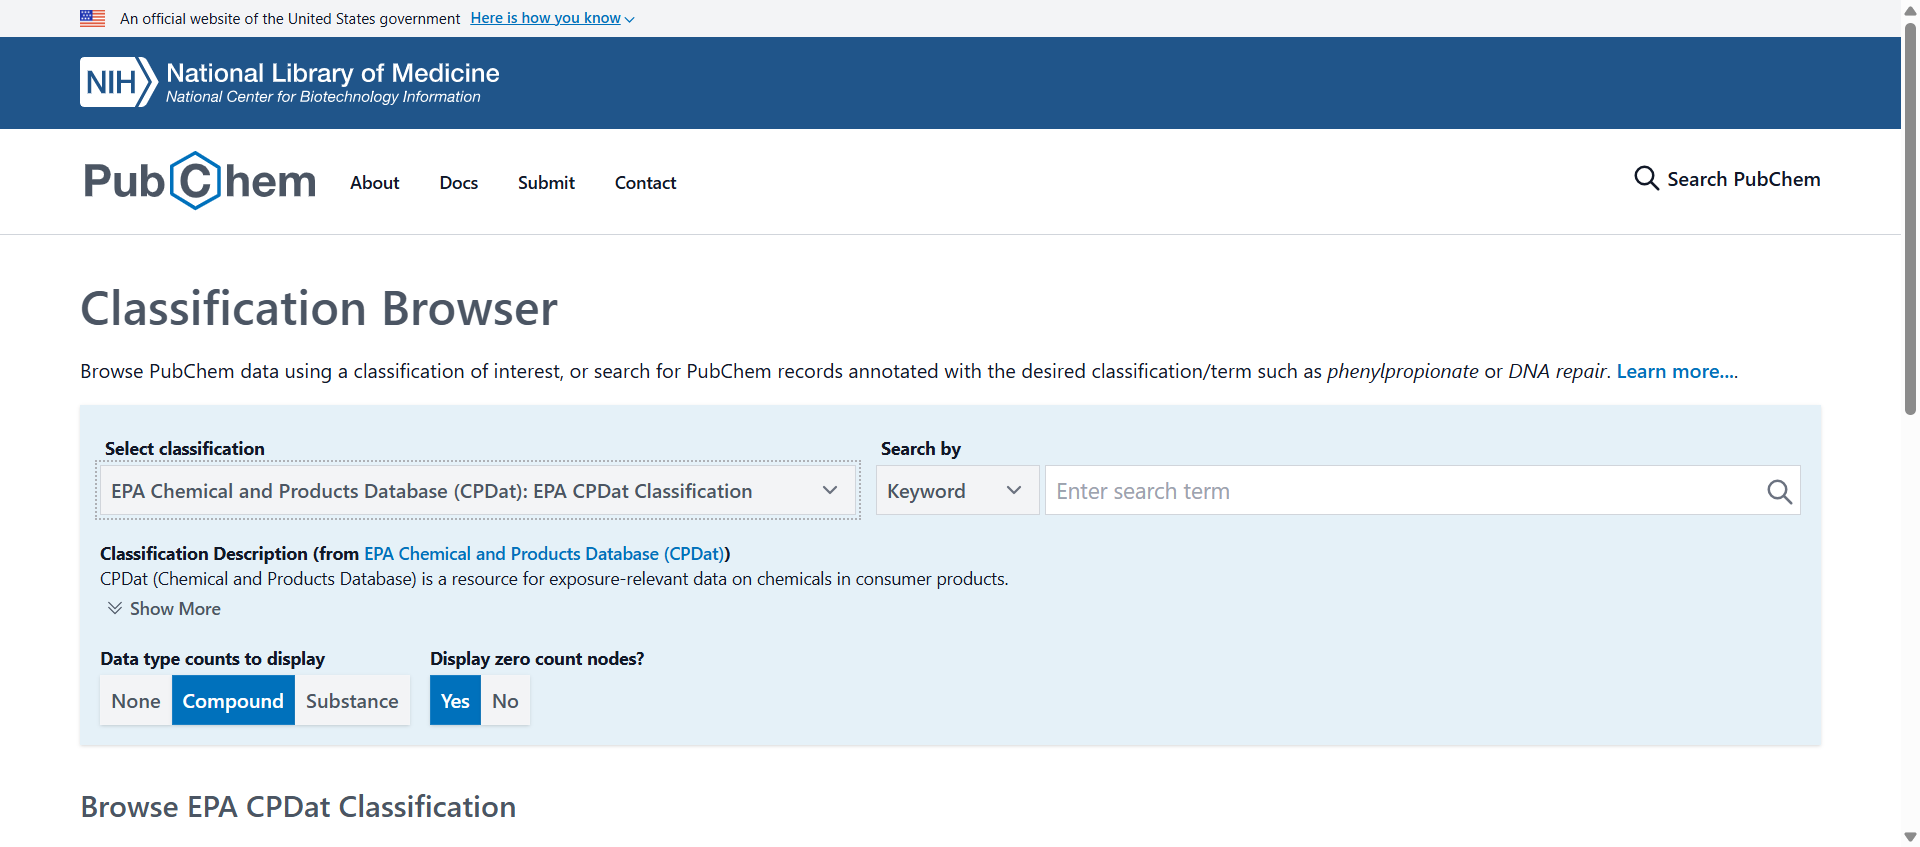 An official website of the United States government Here is how you know
NIH National Library of Medicine
National Center for Biotechnology Information
PubChem About Docs Submit Contact Search PubChem
Classification Browser
Browse PubChem data using a classification of interest, or search for PubChem records annotated with the desired classification/term such as phenylpropionate or DNA repair. Learn more....
Select classification Search by
EPA Chemical and Products Database (CPDat): EPA CPDat Classification Keyword Enter search term
Classification Description (from EPA Chemical and Products Database (CPDat))
CPDat (Chemical and Products Database) is a resource for exposure-relevant data on chemicals in consumer products.
Show More
Data type counts to display Display zero count nodes?
None Compound Substance Yes No
Browse EPA CPDat Classification